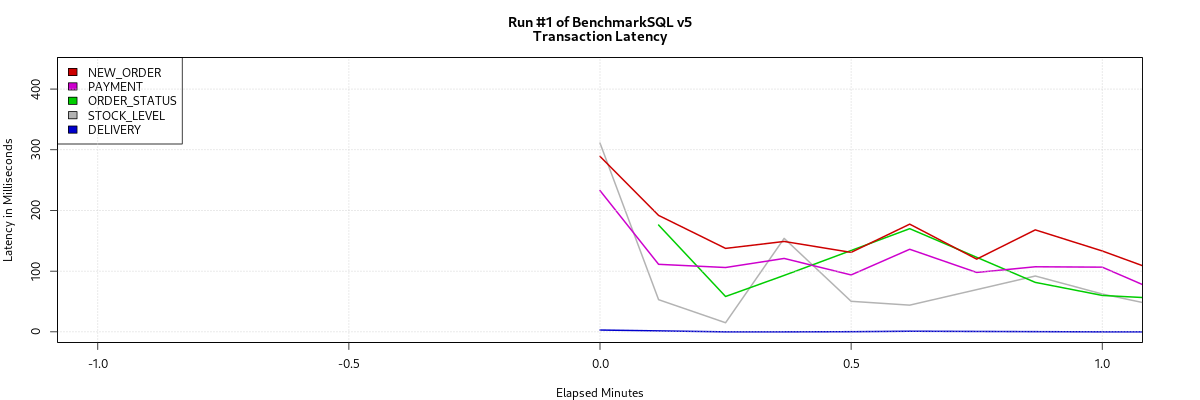 Run #1 of BenchmarkSQL v5
Transaction Latency
NEW_ORDER
PAYMENT
ORDER_STATUS
STOCK_LEVEL
DELIVERY
Latency in Milliseconds
400
300
200
100
0
-1.0 -0.5 0.0 0.5 1.0
Elapsed Minutes